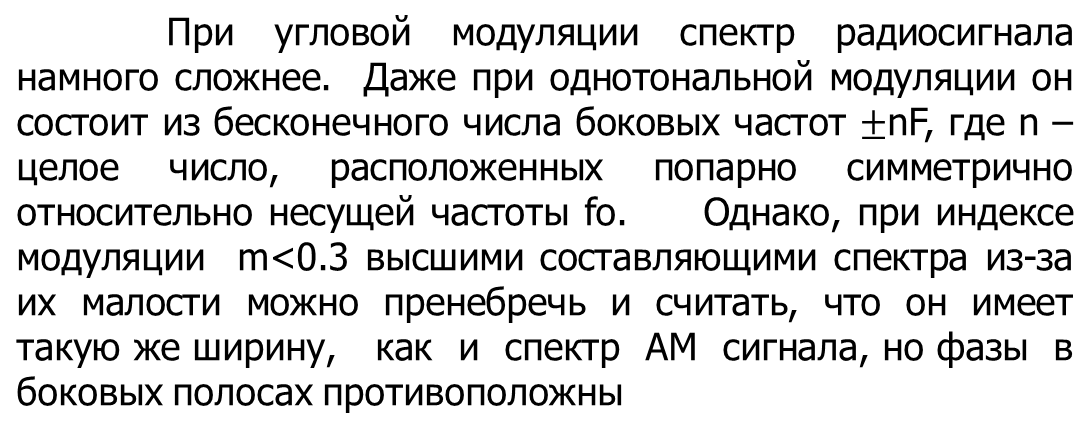 При угловой модуляции спектр радиосигнала
намного сложнее. Даже при однотональной модуляции он
состоит из бесконечного числа боковых частот ±nF, где n –
целое число, расположенных попарно симметрично
относительно несущей частоты fo. Однако, при индексе
модуляции m<0.3 высшими составляющими спектра из-за
их малости можно пренебречь и считать, что он имеет
такую же ширину, как и спектр АМ сигнала, но фазы в
боковых полосах противоположны